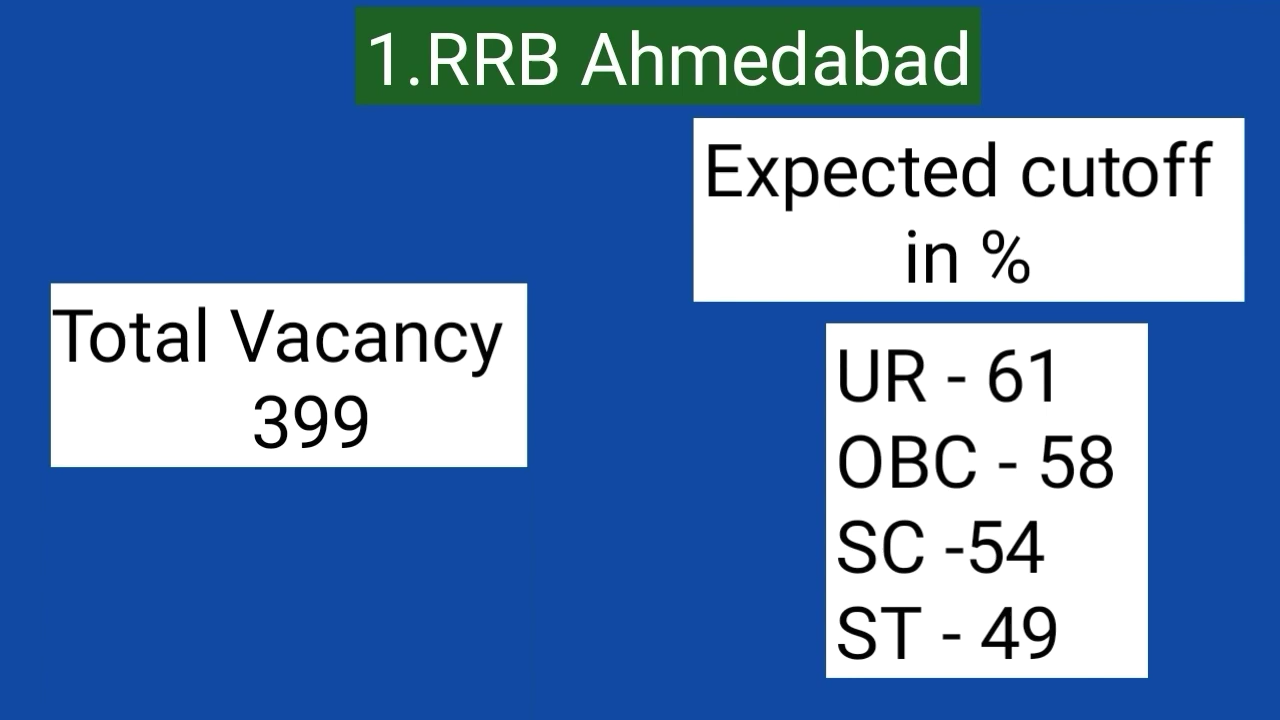 1.RRB Ahmedabad
Expected cutoff
in %
Total Vacancy
399
UR - 61
OBC - 58
SC -54
ST - 49